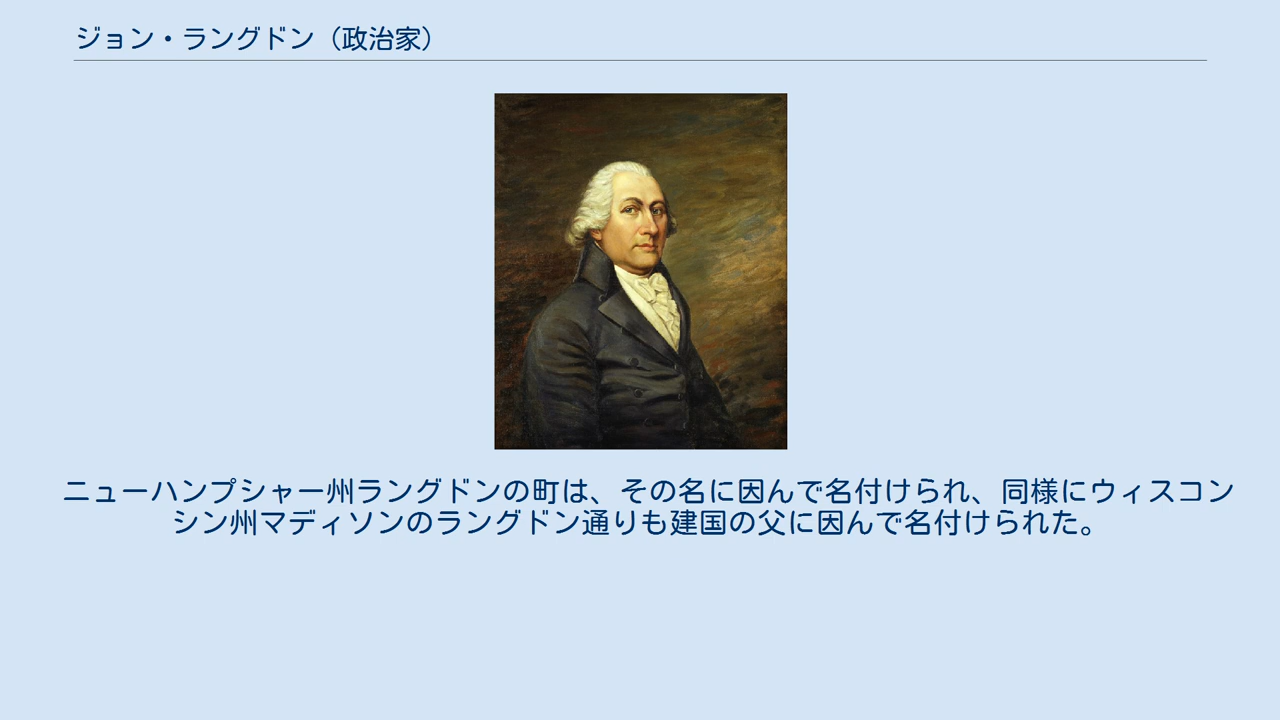 ジョン・ラングドン（政治家）
ニューハンプシャー州ラングドンの町は、その名に因んで名付けられ、同様にウィスコン
シン州マディソンのラングドン通りも建国の父に因んで名付けられた。